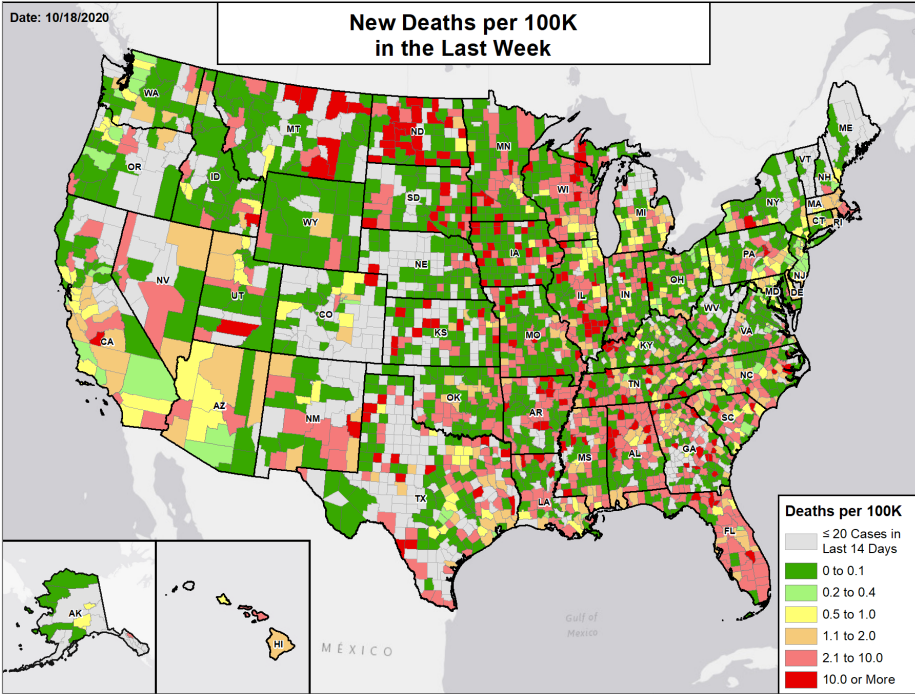 Date: 10/18/2020
New Deaths per 100K
in the Last Week
WA
MT
ND
MN
ME
OR
ID
WI
VT
NH
SD
NY
MA
WY
MI
CT
RI
IA
PA
NE
OH
NJ
NV
UT
IL
IN
MD
DE
CO
WV
KS
MO
VA
CA
KY
NC
TN
AZ
OK
NM
AR
SC
MS
AL
GA
TX
LA
FL
Deaths per 100K
≤ 20 Cases in
Last 14 Days
0 to 0.1
0.2 to 0.4
0.5 to 1.0
1.1 to 2.0
2.1 to 10.0
10.0 or More
AK
HI
MÉXICO
Gulf of
Mexico